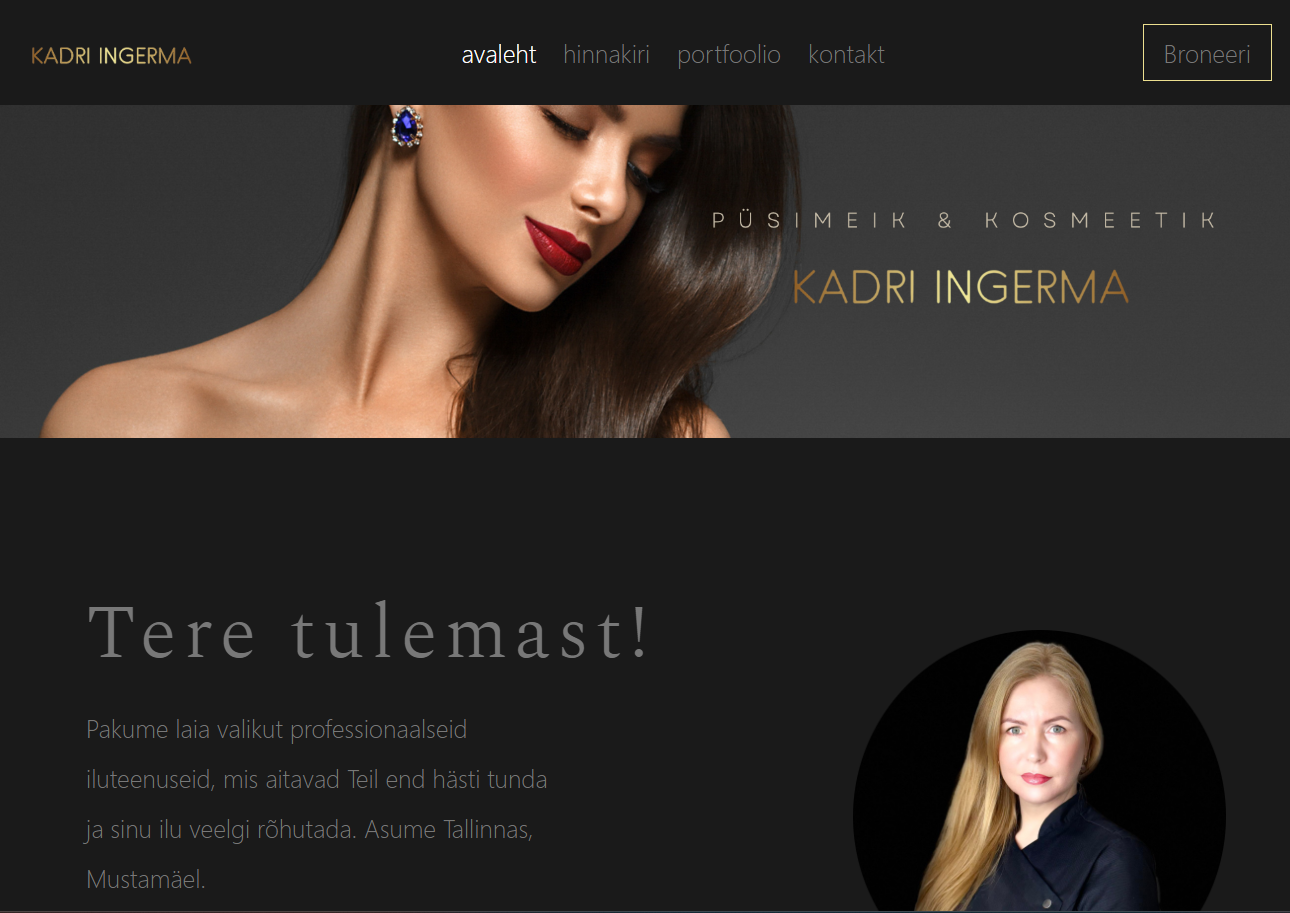 KADRI INGERMA
avaleht hinnakiri portfoolio kontakt
Broneeri
PÜSIMEIK & KOSMEETIK
KADRI INGERMA
Tere tulemast!
Pakume laia valikut professionaalseid
iluteenuseid, mis aitavad Teil end hästi tunda
ja sinu ilu veelgi rõhutada. Asume Tallinnas,
Mustamäel.